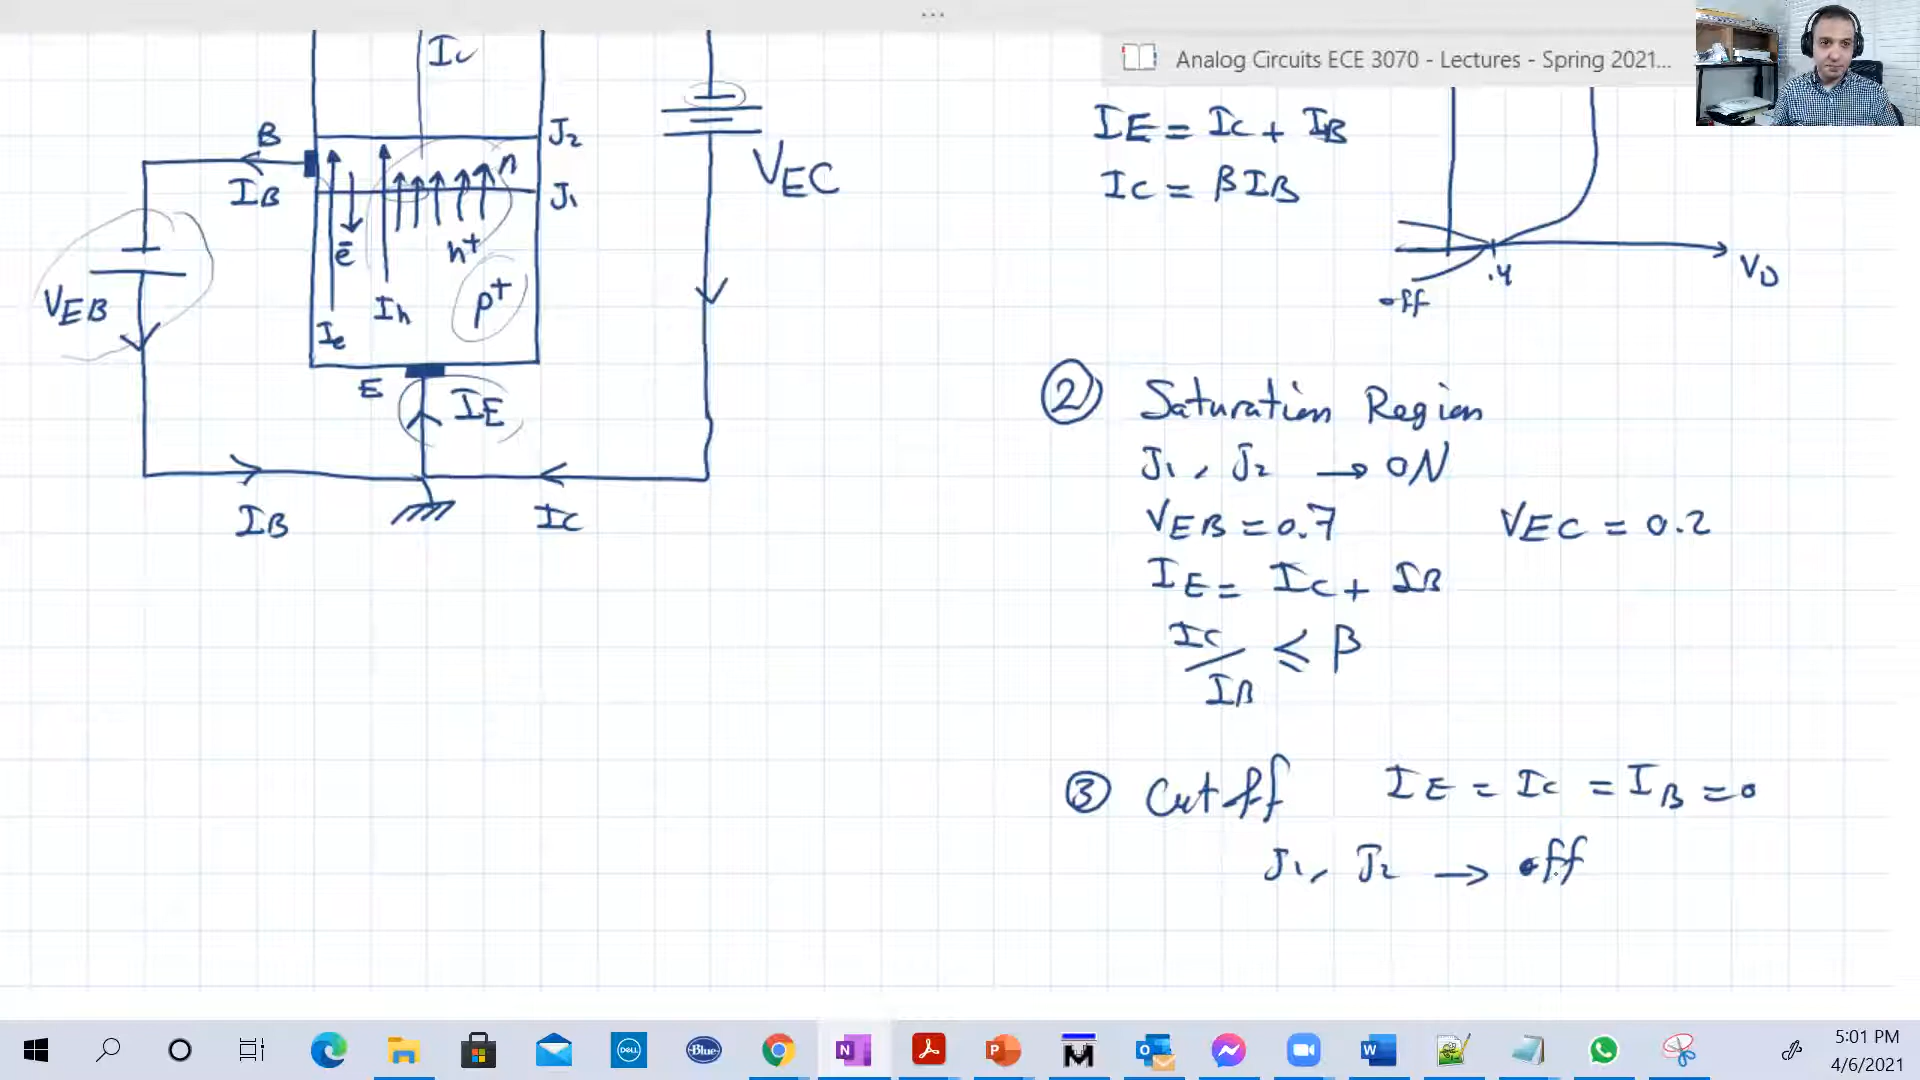 ...
Analog Circuits ECE 3070 - Lectures - Spring 2021...
IC
B
J2
n
IB
J1
VEC
e̅
h+
VEB
Ih
p+
Ie
E
IE
IB
IC
IE = IC + IB
IC = βIB
.4
VD
off
② Saturation Region
J1, J2 → ON
VEB = 0.7 VEC = 0.2
IE = IC + IB
IC / IB ≤ β
③ Cutoff IE = IC = IB = 0
J1, J2 → off
DELL
Blue
5:01 PM
4/6/2021